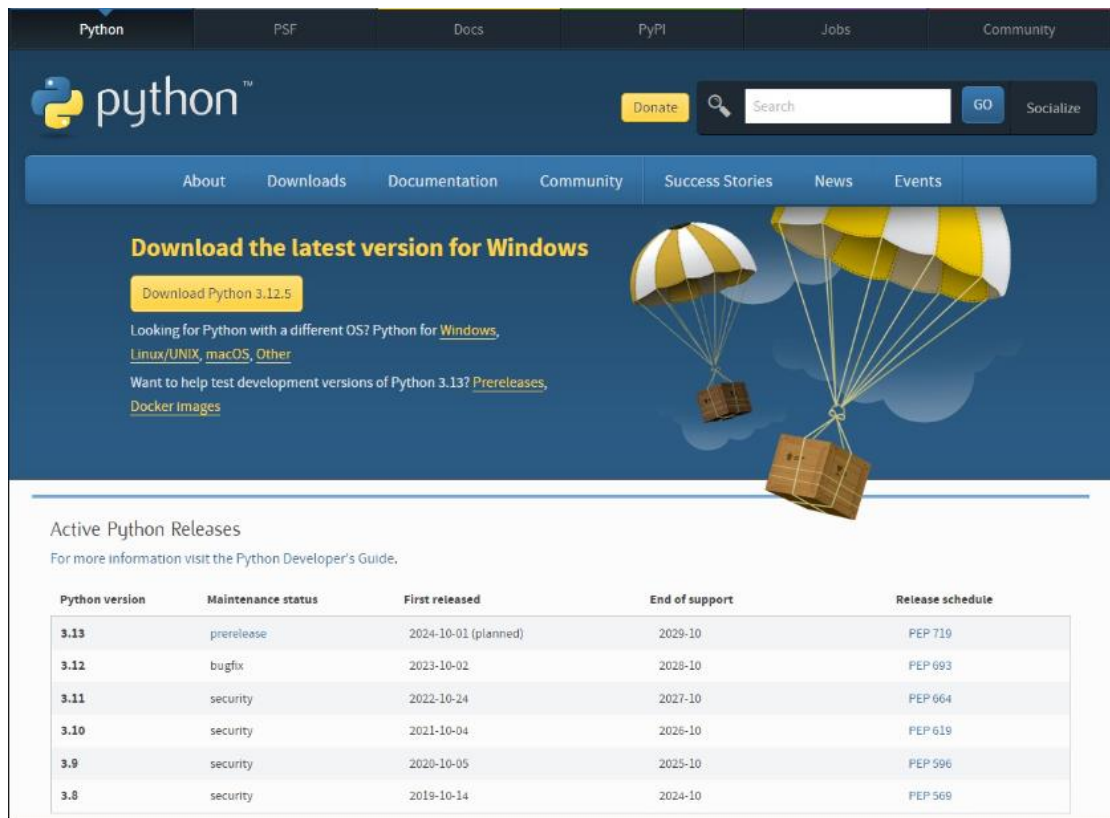 Python PSF Docs PyPI Jobs Community
python™
Donate Search GO Socialize
About Downloads Documentation Community Success Stories News Events
Download the latest version for Windows
Download Python 3.12.5
Looking for Python with a different OS? Python for Windows,
Linux/UNIX, macOS, Other
Want to help test development versions of Python 3.13? Prereleases,
Docker images
Active Python Releases
For more information visit the Python Developer's Guide.
Python version Maintenance status First released End of support Release schedule
3.13 prerelease 2024-10-01 (planned) 2029-10 PEP 719
3.12 bugfix 2023-10-02 2028-10 PEP 693
3.11 security 2022-10-24 2027-10 PEP 664
3.10 security 2021-10-04 2026-10 PEP 619
3.9 security 2020-10-05 2025-10 PEP 596
3.8 security 2019-10-14 2024-10 PEP 569